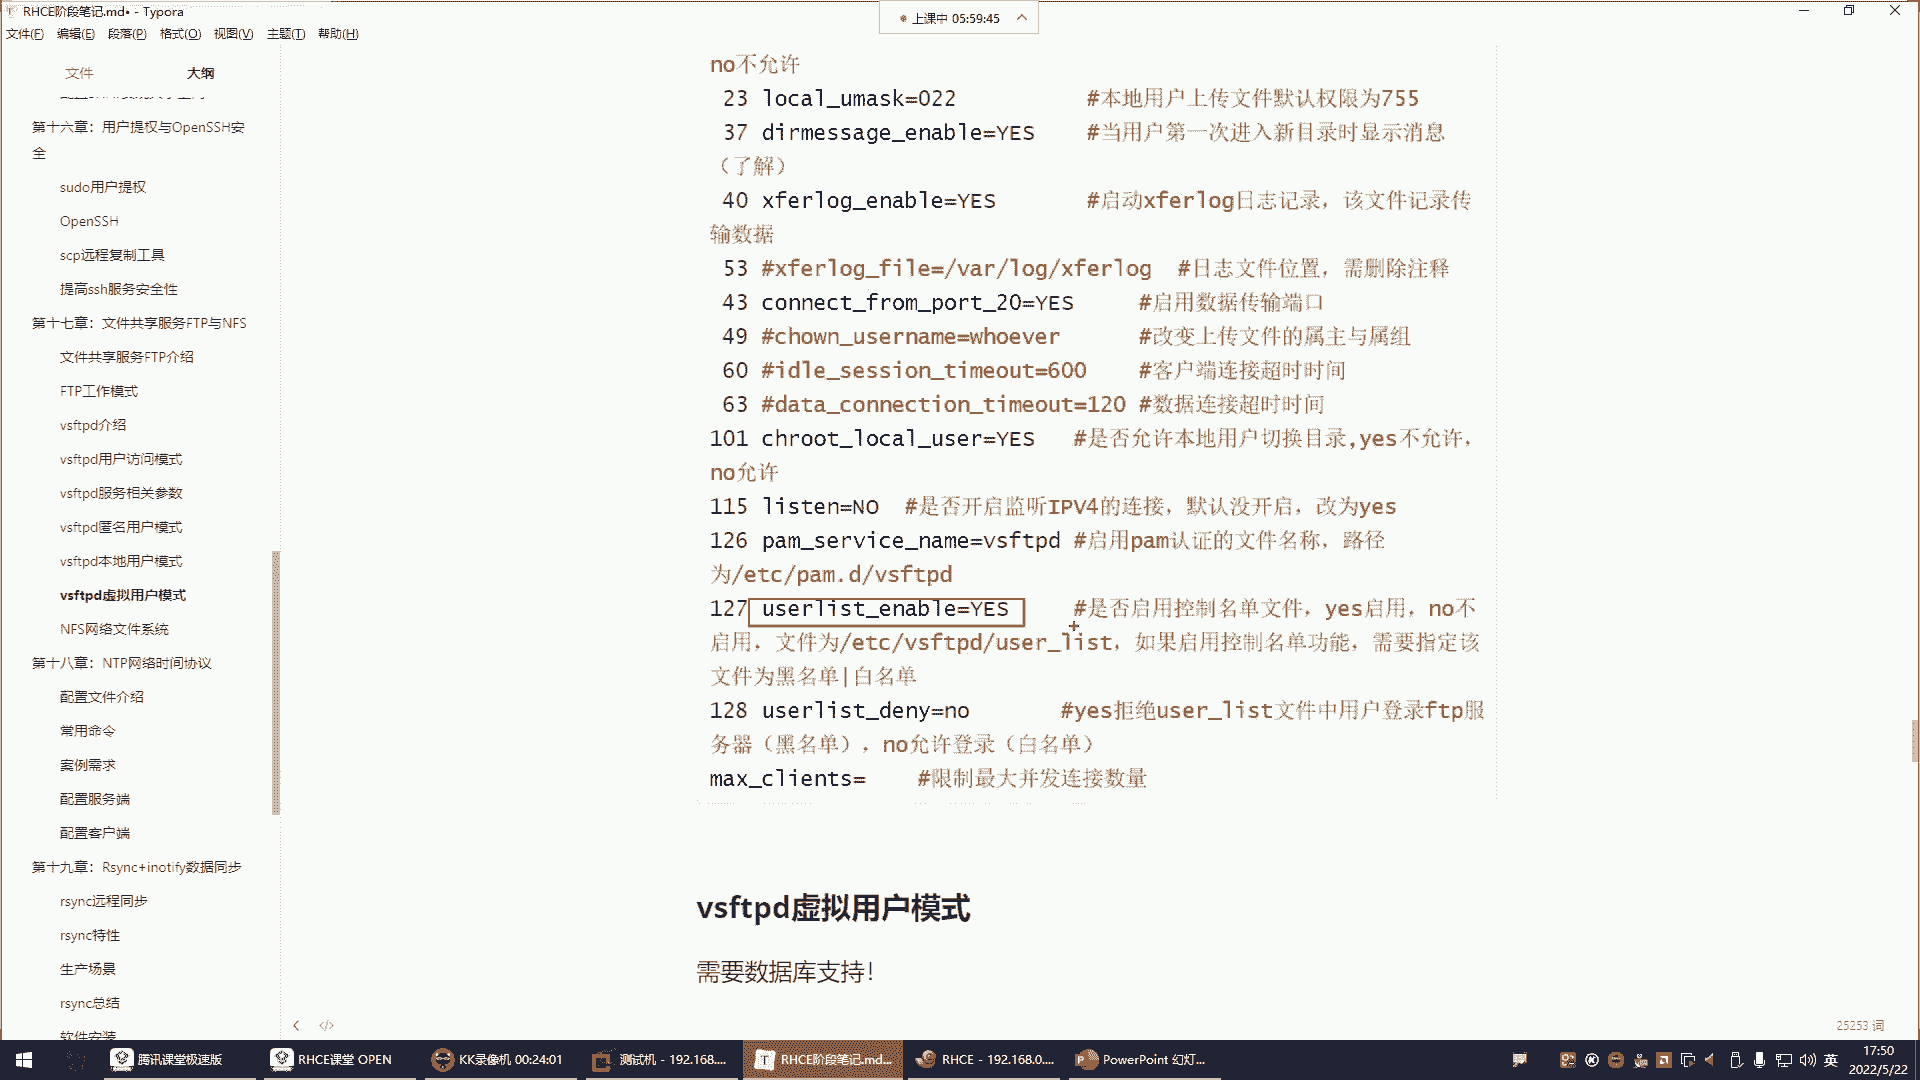 RHCE阶段笔记.md• - Typora
上课中 05:59:45
文件(F) 编辑(E) 段落(P) 格式(O) 视图(V) 主题(T) 帮助(H)
文件 大纲
第十六章：用户提权与OpenSSH安
全
sudo用户提权
OpenSSH
scp远程复制工具
提高ssh服务安全性
第十七章：文件共享服务FTP与NFS
文件共享服务FTP介绍
FTP工作模式
vsftpd介绍
vsftpd用户访问模式
vsftpd服务相关参数
vsftpd匿名用户模式
vsftpd本地用户模式
vsftpd虚拟用户模式
NFS网络文件系统
第十八章：NTP网络时间协议
配置文件介绍
常用命令
案例需求
配置服务端
配置客户端
第十九章：Rsync+inotify数据同步
rsync远程同步
rsync特性
生产场景
rsync总结
软件安装
no不允许
23 local_umask=022 #本地用户上传文件默认权限为755
37 dirmessage_enable=YES #当用户第一次进入新目录时显示消息
（了解）
40 xferlog_enable=YES #启动xferlog日志记录，该文件记录传
输数据
53 #xferlog_file=/var/log/xferlog #日志文件位置，需删除注释
43 connect_from_port_20=YES #启用数据传输端口
49 #chown_username=whoever #改变上传文件的属主与属组
60 #idle_session_timeout=600 #客户端连接超时时间
63 #data_connection_timeout=120 #数据连接超时时间
101 chroot_local_user=YES #是否允许本地用户切换目录,yes不允许，
no允许
115 listen=NO #是否开启监听IPV4的连接，默认没开启，改为yes
126 pam_service_name=vsftpd #启用pam认证的文件名称，路径
为/etc/pam.d/vsftpd
127 userlist_enable=YES #是否启用控制名单文件，yes启用，no不
启用，文件为/etc/vsftpd/user_list，如果启用控制名单功能，需要指定该
文件为黑名单|白名单
128 userlist_deny=no #yes拒绝user_list文件中用户登录ftp服
务器（黑名单），no允许登录（白名单）
max_clients= #限制最大并发连接数量
vsftpd虚拟用户模式
需要数据库支持！
25253 词
腾讯课堂极速版 RHCE课堂 OPEN KK录像机 00:24:01 测试机 - 192.168.... RHCE阶段笔记.md... RHCE - 192.168.0.... PowerPoint 幻灯...
英
17:50
2022/5/22